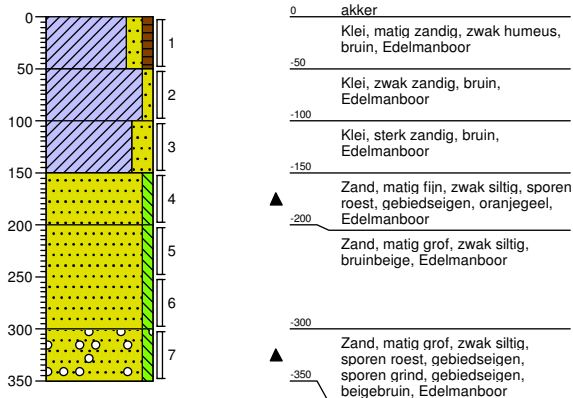 0
50
100
150
200
250
300
350
1
2
3
4
5
6
7
0 akker
Klei, matig zandig, zwak humeus,
bruin, Edelmanboor
-50
Klei, zwak zandig, bruin,
Edelmanboor
-100
Klei, sterk zandig, bruin,
Edelmanboor
-150
Zand, matig fijn, zwak siltig, sporen
roest, gebiedseigen, oranjegeel,
Edelmanboor
-200
Zand, matig grof, zwak siltig,
bruinbeige, Edelmanboor
-300
Zand, matig grof, zwak siltig,
sporen roest, gebiedseigen,
sporen grind, gebiedseigen,
beigebruin, Edelmanboor
-350